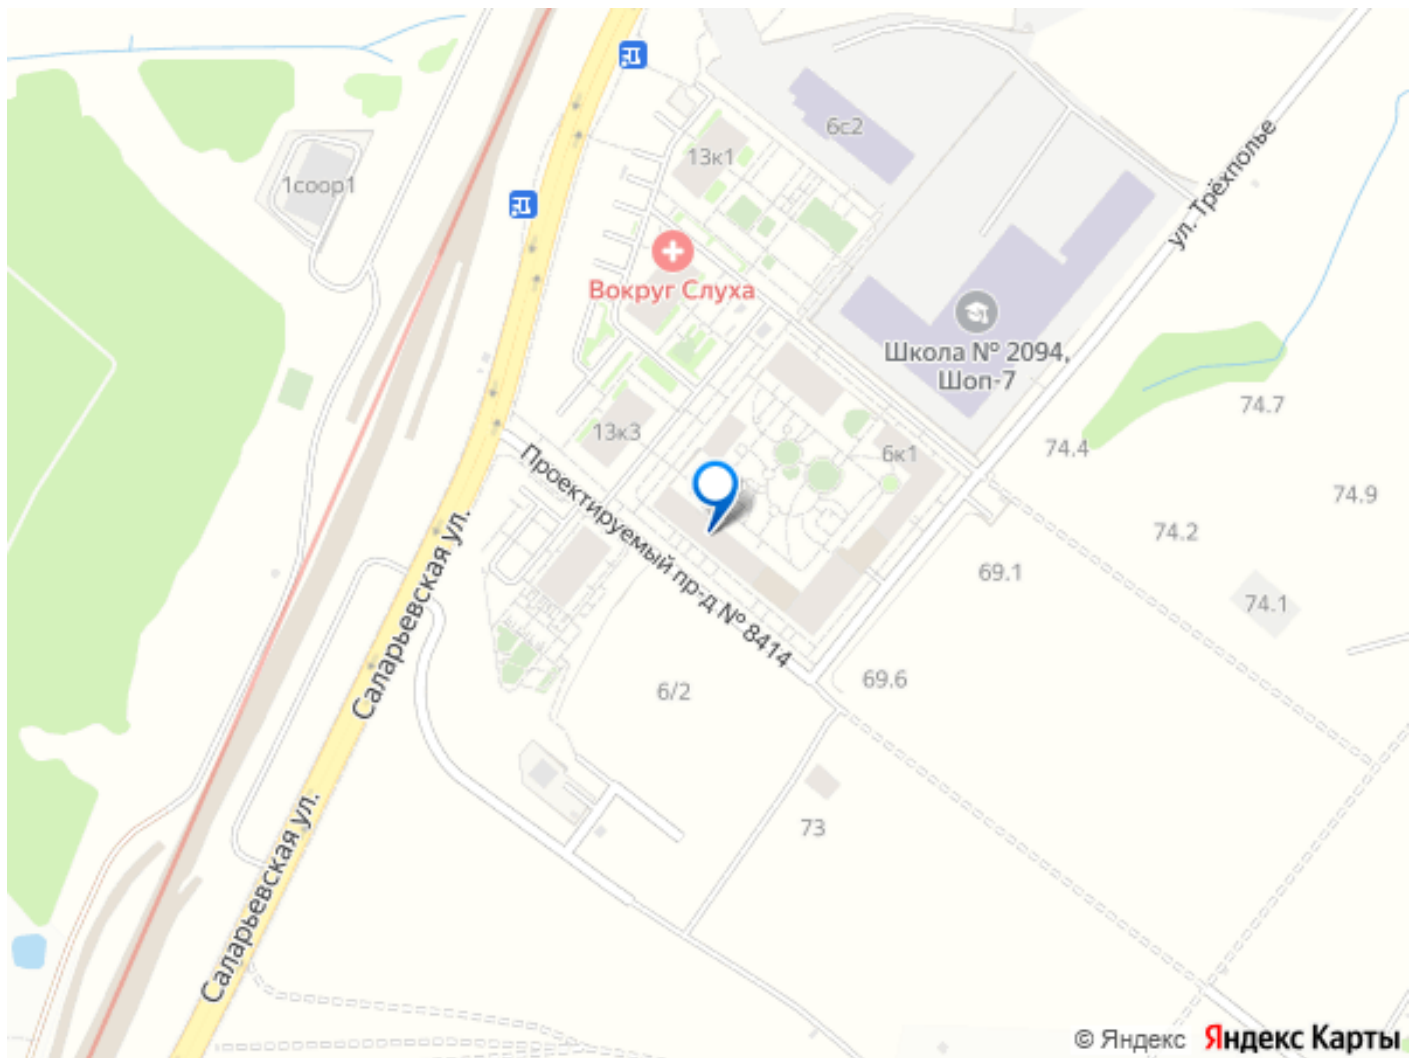 6с2
13к1
1соор1
ул. Трёхполье
Вокруг Слуха
Школа № 2094,
Шоп-7
74.7
13к3
6к1
74.4
74.9
Проектируемый пр-д № 8414
74.2
69.1
74.1
Саларьевская ул.
69.6
6/2
73
Саларьевская ул.
© Яндекс Яндекс Карты